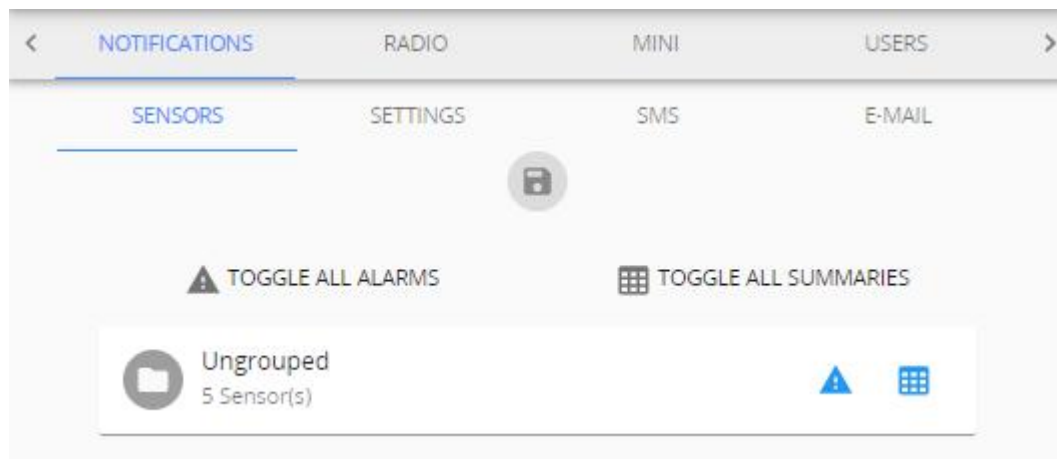 NOTIFICATIONS RADIO MINI USERS
SENSORS SETTINGS SMS E-MAIL
TOGGLE ALL ALARMS TOGGLE ALL SUMMARIES
Ungrouped
5 Sensor(s)